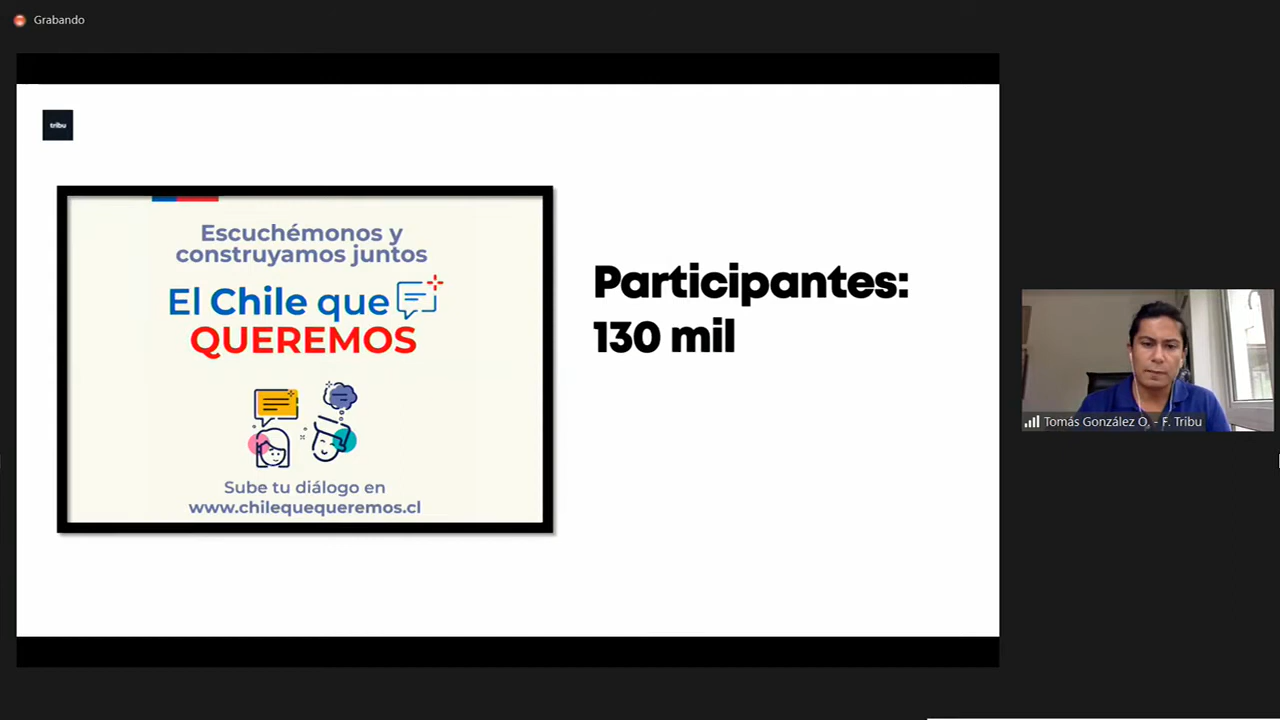 Grabando
tribu
Escuchémonos y
construyamos juntos
El Chile que
QUEREMOS
Sube tu diálogo en
www.chilequequeremos.cl
Participantes:
130 mil
Tomás González O, - F. Tribu